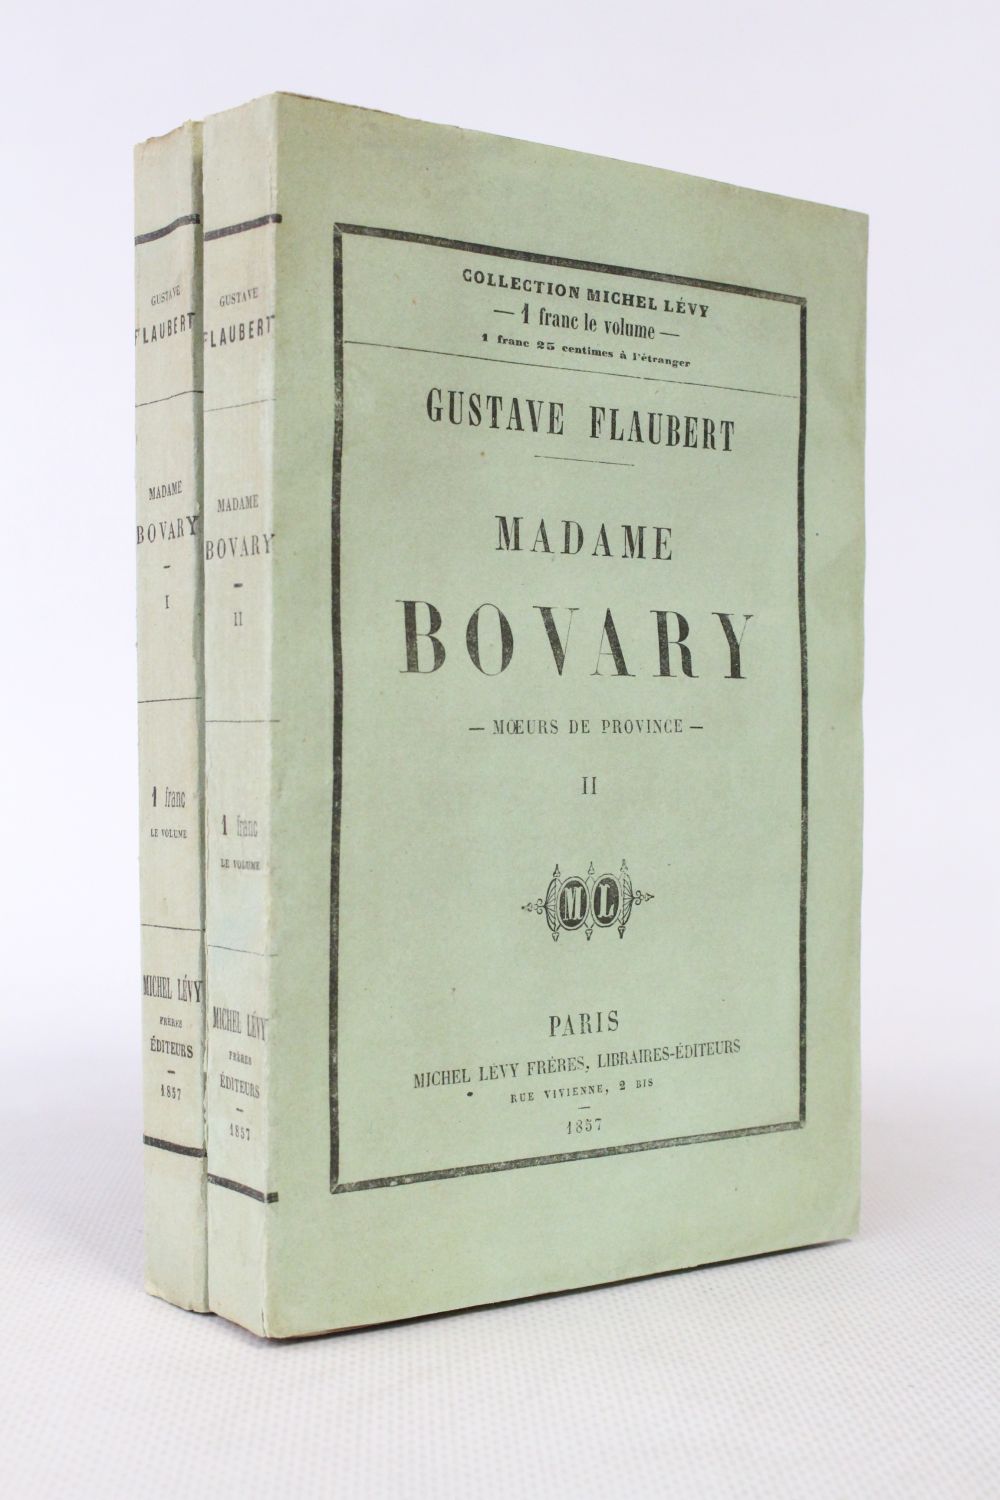 GUSTAVE
FLAUBERT
MADAME
BOVARY
—
I
1 franc
LE VOLUME
MICHEL LÉVY
FRÈRES
ÉDITEURS
—
1857
GUSTAVE
FLAUBERT
MADAME
BOVARY
—
II
1 franc
LE VOLUME
MICHEL LÉVY
FRÈRES
ÉDITEURS
—
1857
COLLECTION MICHEL LÉVY
— 1 franc le volume —
1 franc 25 centimes à l'étranger
GUSTAVE FLAUBERT
MADAME
BOVARY
— MŒURS DE PROVINCE —
II
ML
PARIS
MICHEL LÉVY FRÈRES, LIBRAIRES-ÉDITEURS
RUE VIVIENNE, 2 BIS
—
1857